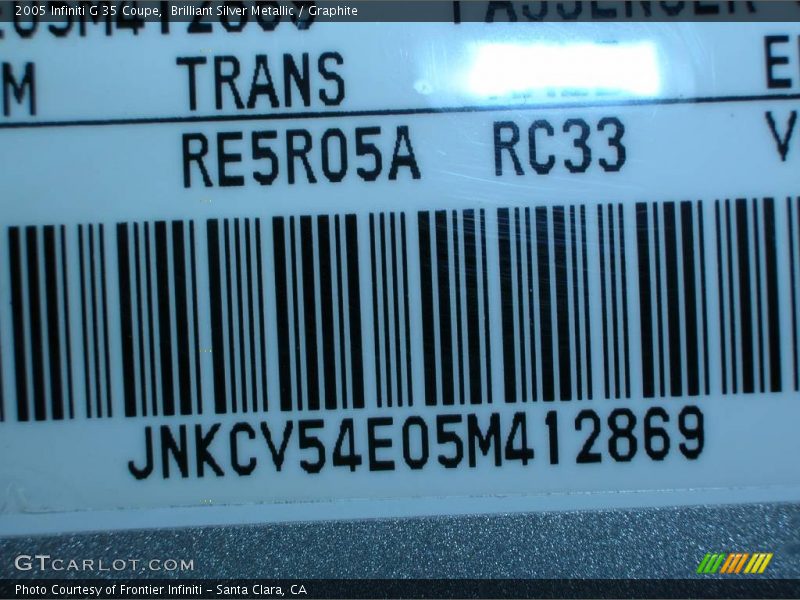 2005 Infiniti G 35 Coupe, Brilliant Silver Metallic / Graphite
M TRANS E
RE5R05A RC33 V
JNKCV54E05M412869
GTCARLOT.COM
Photo Courtesy of Frontier Infiniti - Santa Clara, CA